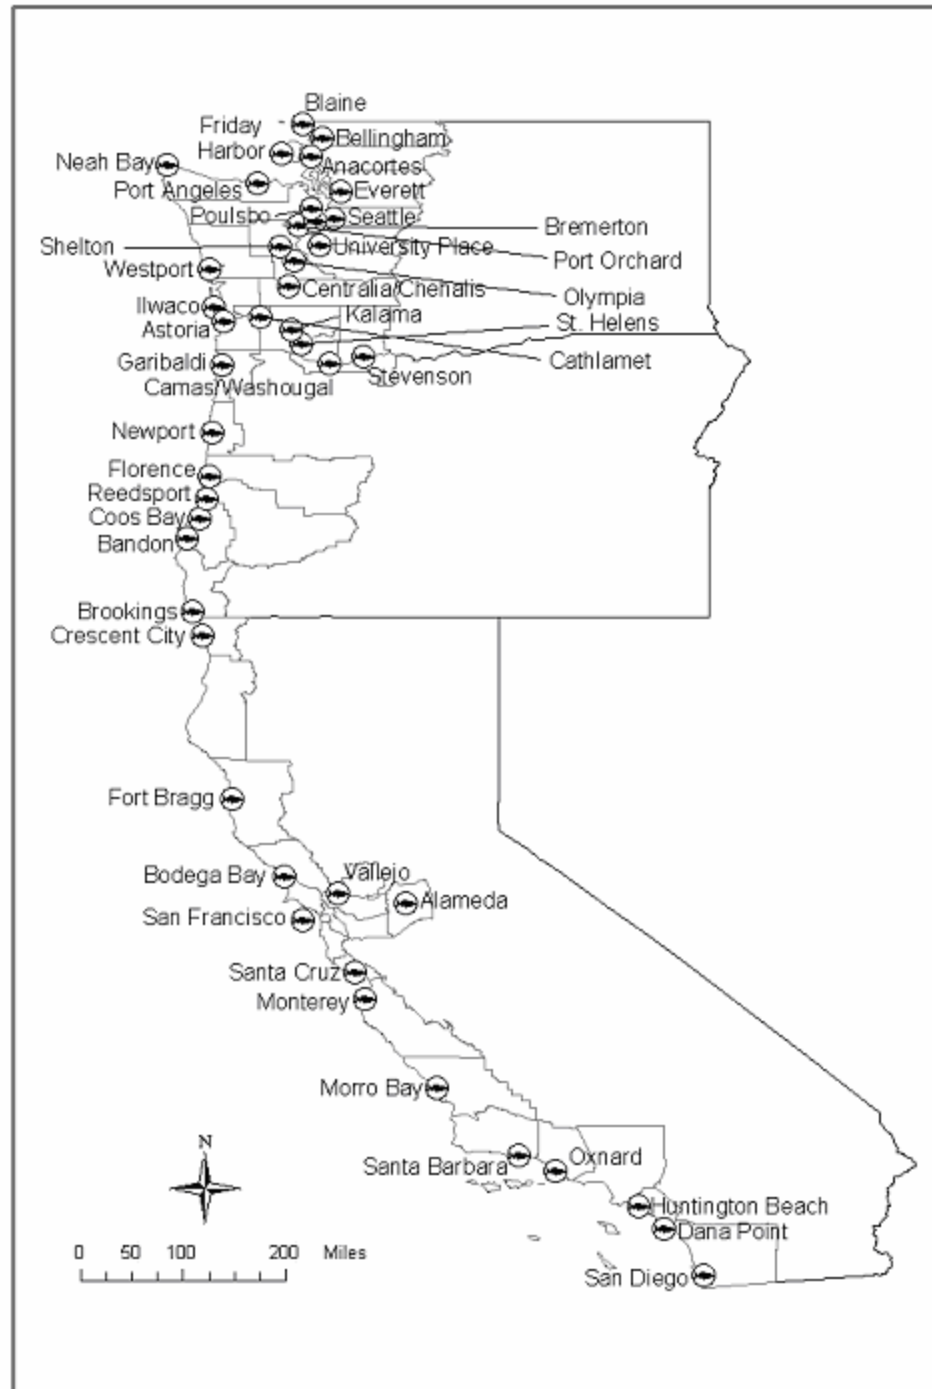 Blaine
Friday
Harbor
Bellingham
Neah Bay
Anacortes
Port Angeles
Everett
Poulsbo
Seattle
Bremerton
Shelton
University Place
Port Orchard
Westport
Centralia/Chehalis
Olympia
Ilwaco
Kalama
Astoria
St. Helens
Garibaldi
Cathlamet
Stevenson
Camas/Washougal
Newport
Florence
Reedsport
Coos Bay
Bandon
Brookings
Crescent City
Fort Bragg
Vallejo
Bodega Bay
Alameda
San Francisco
Santa Cruz
Monterey
Morro Bay
N
Oxnard
Santa Barbara
Huntington Beach
Dana Point
0 50 100 200 Miles
San Diego